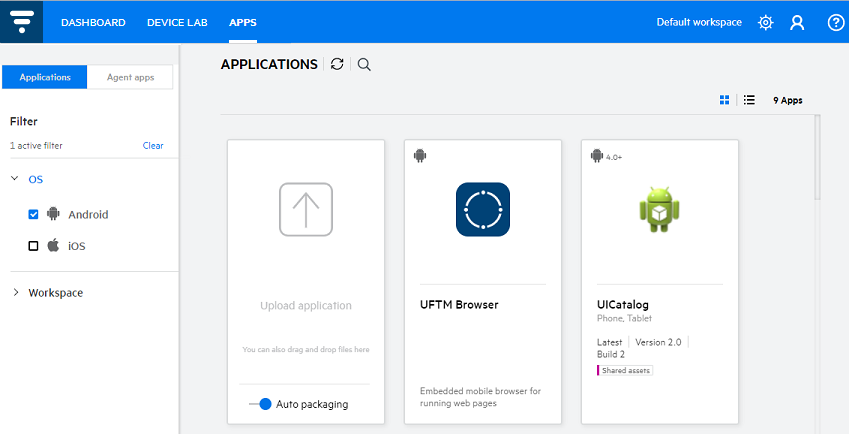 DASHBOARD DEVICE LAB APPS Default workspace
Applications Agent apps
APPLICATIONS
9 Apps
Filter
1 active filter Clear
OS
Android
iOS
Workspace
Upload application
You can also drag and drop files here
Auto packaging
UFTM Browser
Embedded mobile browser for
running web pages
4.0+
UICatalog
Phone, Tablet
Latest Version 2.0
Build 2
Shared assets